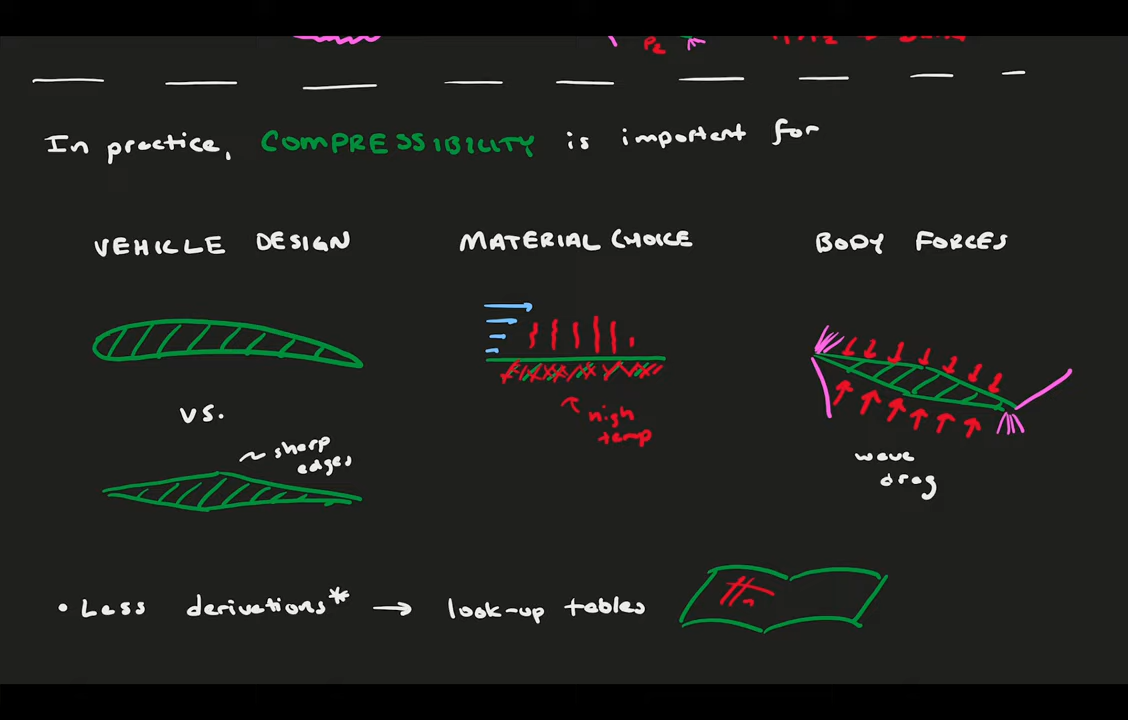 P2
In practice, COMPRESSIBILITY is important for
VEHICLE DESIGN
MATERIAL CHOICE
BODY FORCES
vs.
sharp
edges
high
temp
wave
drag
• Less derivations* → look-up tables